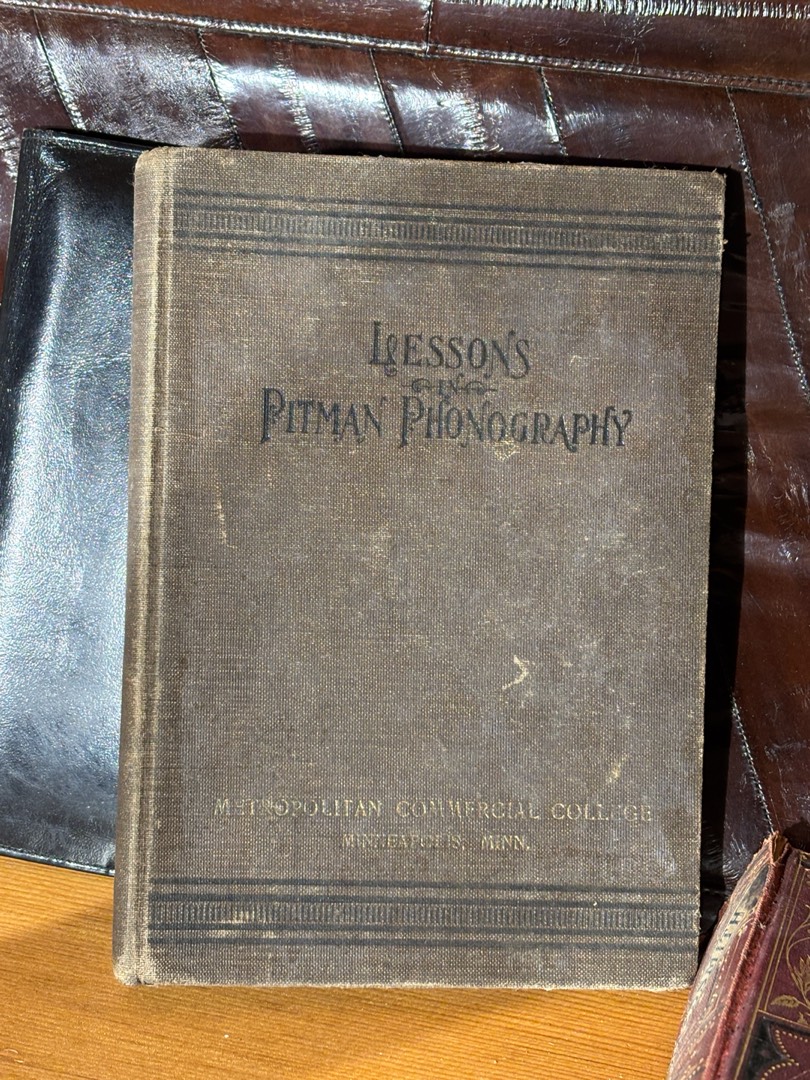 LESSONS
IN
PITMAN PHONOGRAPHY
METROPOLITAN COMMERCIAL COLLEGE
MINNEAPOLIS, MINN.